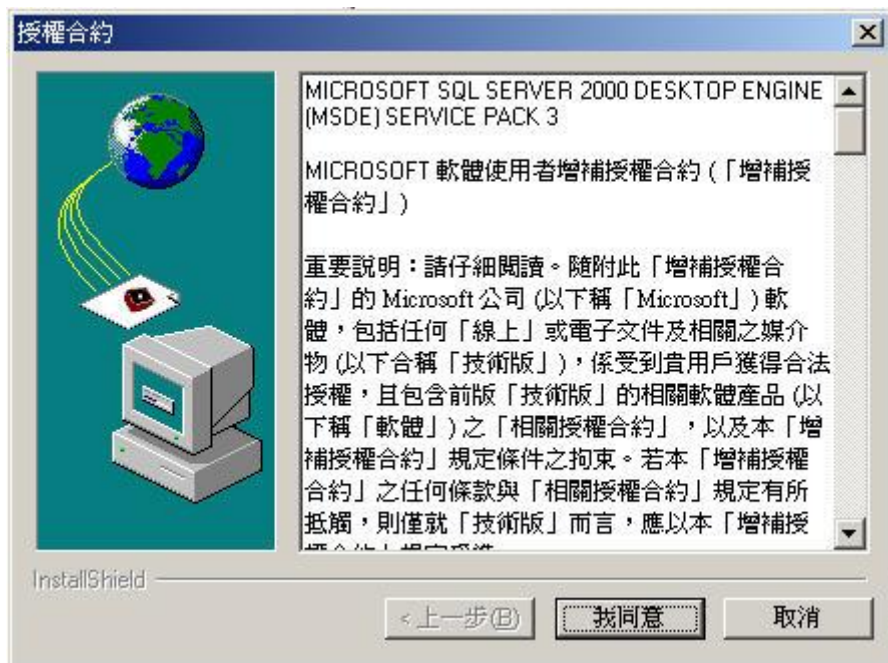 授權合約
MICROSOFT SQL SERVER 2000 DESKTOP ENGINE
(MSDE) SERVICE PACK 3
MICROSOFT 軟體使用者增補授權合約 (「增補授
權合約」)
重要說明：請仔細閱讀。隨附此「增補授權合
約」的 Microsoft 公司 (以下稱「Microsoft」) 軟
體，包括任何「線上」或電子文件及相關之媒介
物 (以下合稱「技術版」)，係受到貴用戶獲得合法
授權，且包含前版「技術版」的相關軟體產品 (以
下稱「軟體」) 之「相關授權合約」，以及本「增
補授權合約」規定條件之拘束。若本「增補授權
合約」之任何條款與「相關授權合約」規定有所
抵觸，則僅就「技術版」而言，應以本「增補授
InstallShield
<上一步(B)
我同意
取消